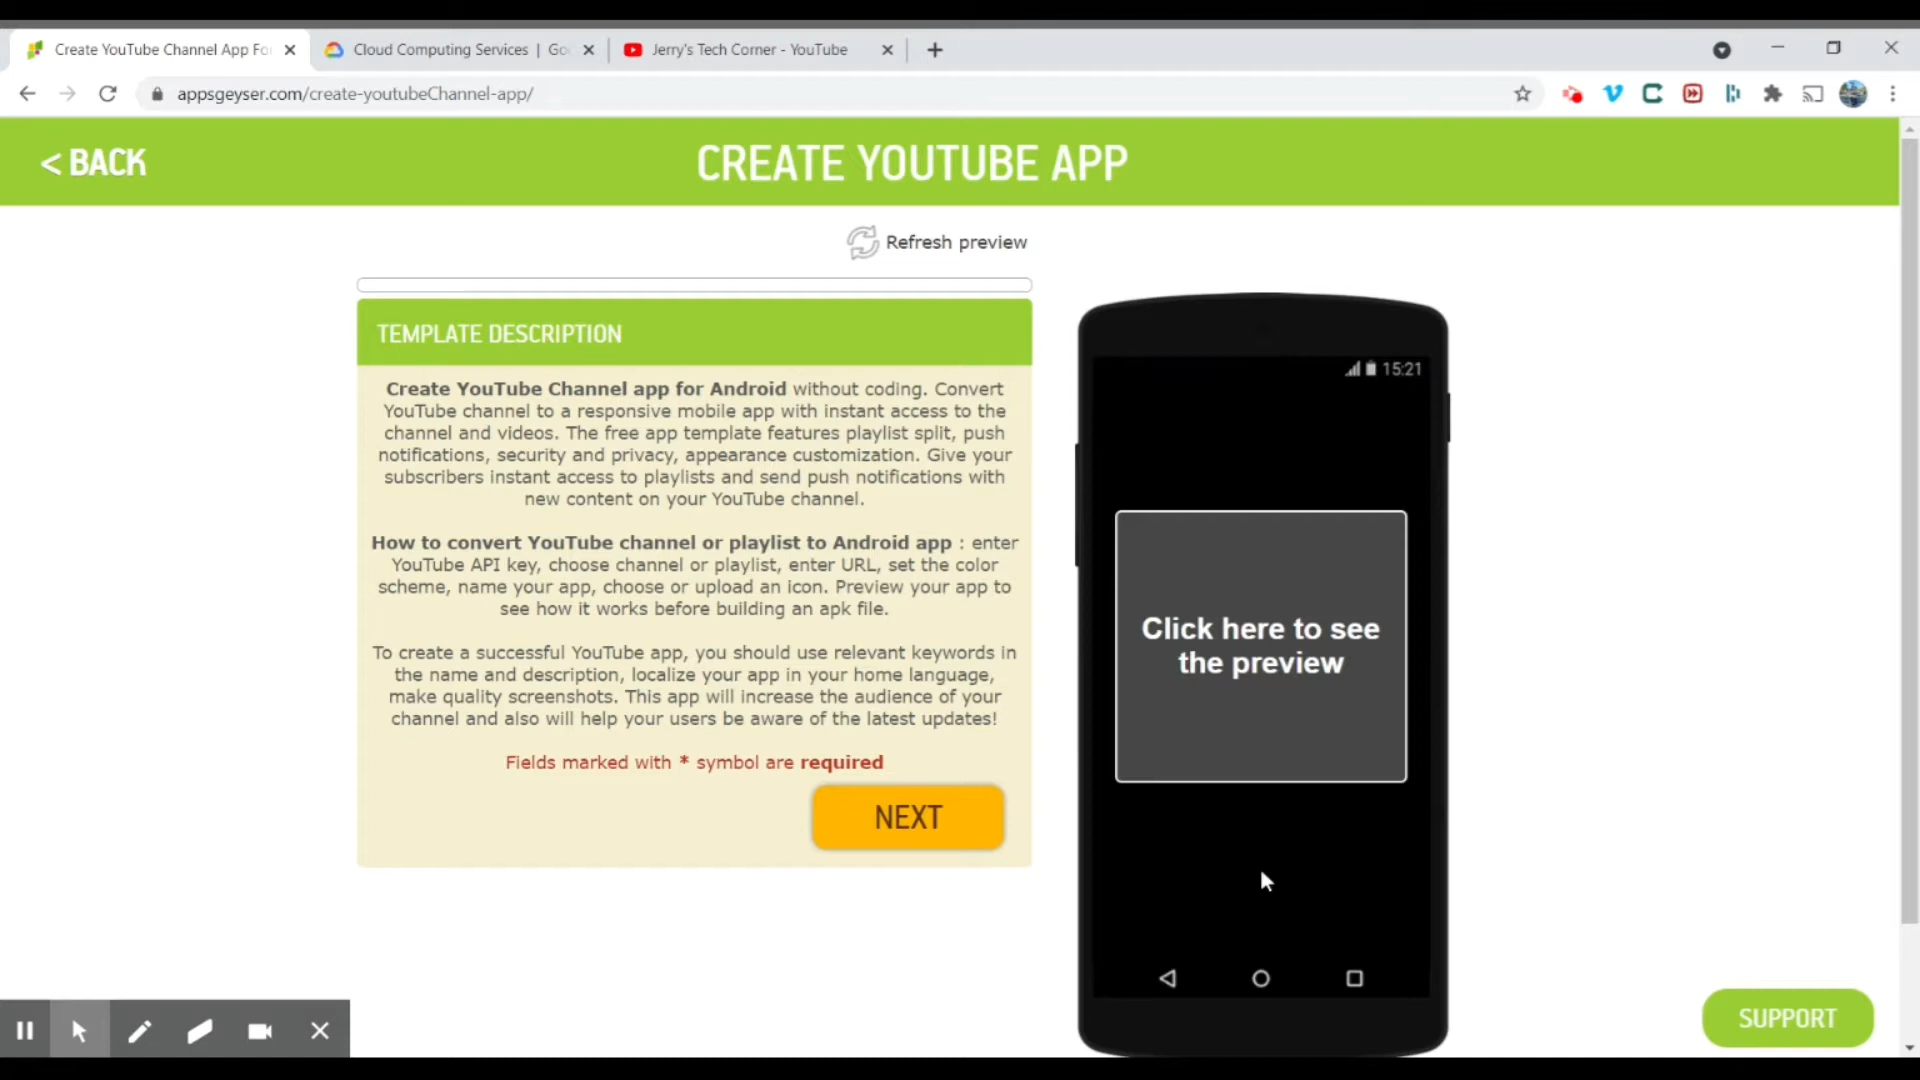 Create YouTube Channel App Fo
Cloud Computing Services | Go
Jerry's Tech Corner - YouTube
appsgeyser.com/create-youtubeChannel-app/
< BACK
CREATE YOUTUBE APP
Refresh preview
TEMPLATE DESCRIPTION
Create YouTube Channel app for Android without coding. Convert
YouTube channel to a responsive mobile app with instant access to the
channel and videos. The free app template features playlist split, push
notifications, security and privacy, appearance customization. Give your
subscribers instant access to playlists and send push notifications with
new content on your YouTube channel.
How to convert YouTube channel or playlist to Android app : enter
YouTube API key, choose channel or playlist, enter URL, set the color
scheme, name your app, choose or upload an icon. Preview your app to
see how it works before building an apk file.
To create a successful YouTube app, you should use relevant keywords in
the name and description, localize your app in your home language,
make quality screenshots. This app will increase the audience of your
channel and also will help your users be aware of the latest updates!
Fields marked with * symbol are required
NEXT
15:21
Click here to see
the preview
SUPPORT